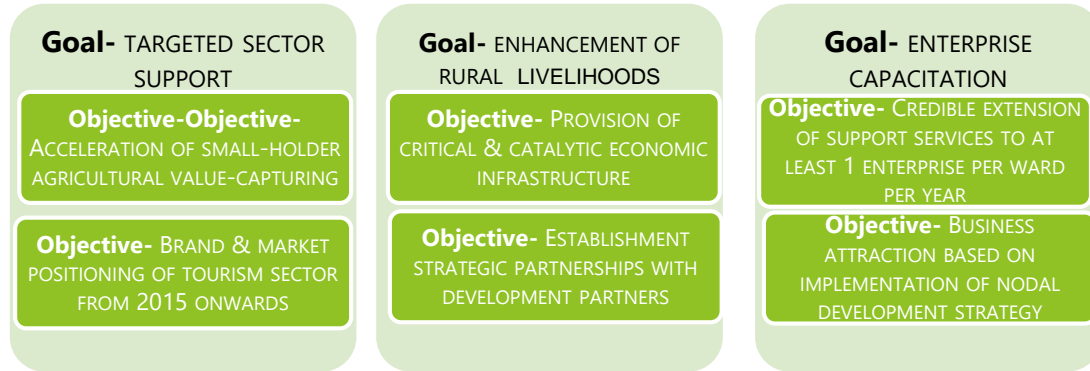 Goal- TARGETED SECTOR
SUPPORT
Objective-Objective-
ACCELERATION OF SMALL-HOLDER
AGRICULTURAL VALUE-CAPTURING
Objective- BRAND & MARKET
POSITIONING OF TOURISM SECTOR
FROM 2015 ONWARDS
Goal- ENHANCEMENT OF
RURAL LIVELIHOODS
Objective- PROVISION OF
CRITICAL & CATALYTIC ECONOMIC
INFRASTRUCTURE
Objective- ESTABLISHMENT
STRATEGIC PARTNERSHIPS WITH
DEVELOPMENT PARTNERS
Goal- ENTERPRISE
CAPACITATION
Objective- CREDIBLE EXTENSION
OF SUPPORT SERVICES TO AT
LEAST 1 ENTERPRISE PER WARD
PER YEAR
Objective- BUSINESS
ATTRACTION BASED ON
IMPLEMENTATION OF NODAL
DEVELOPMENT STRATEGY